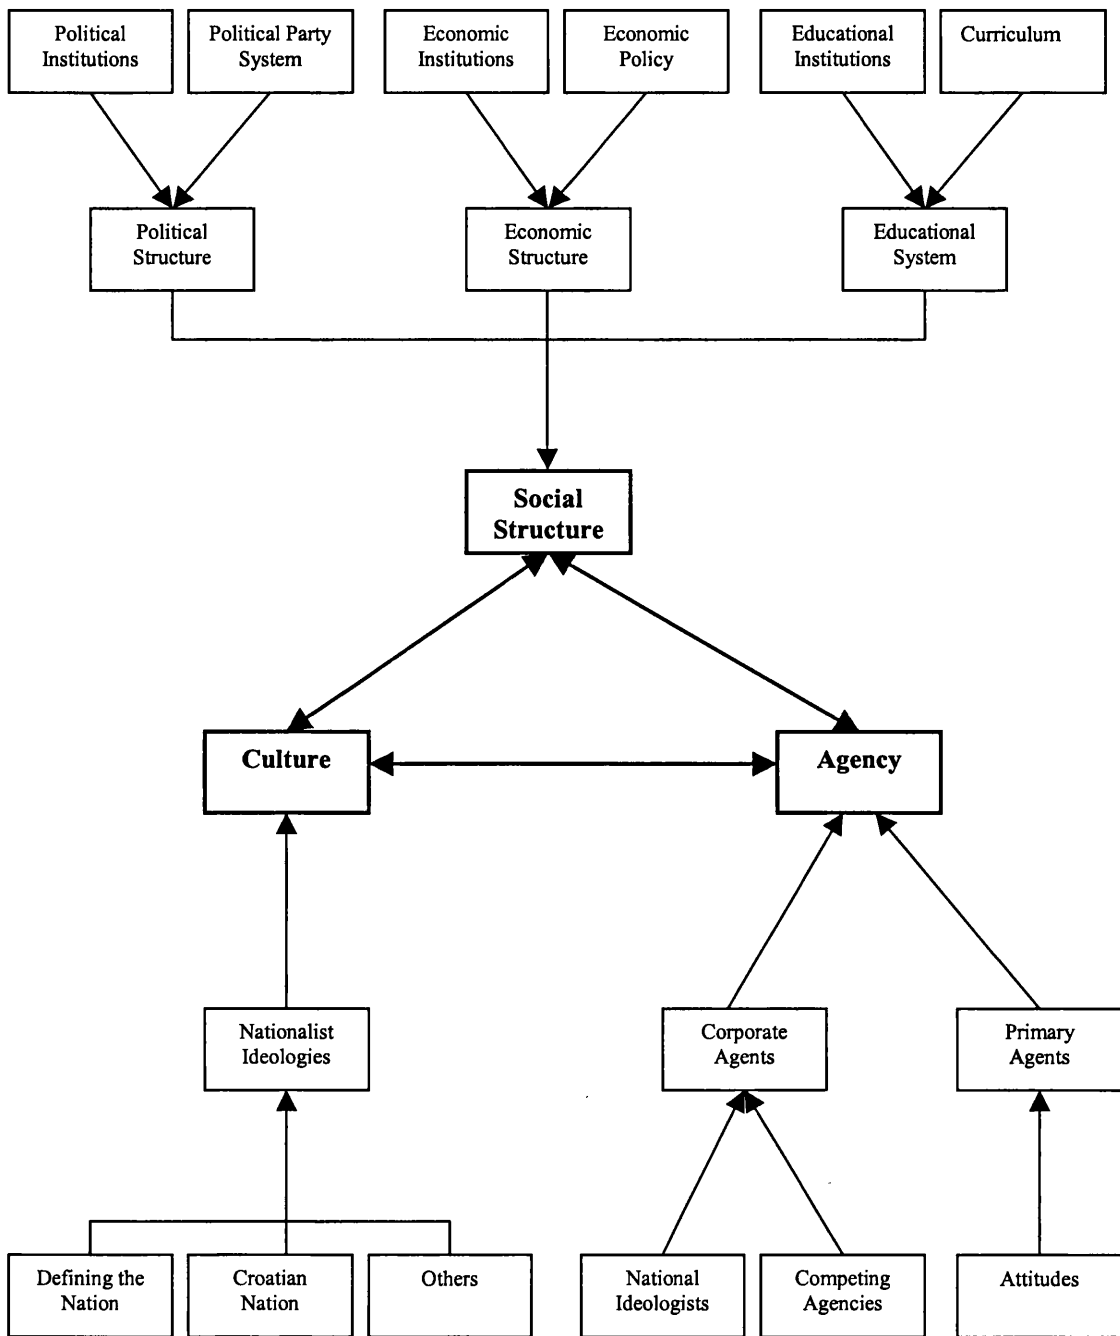 Political
Institutions
Political Party
System
Economic
Institutions
Economic
Policy
Educational
Institutions
Curriculum
Political
Structure
Economic
Structure
Educational
System
Social
Structure
Culture
Agency
Nationalist
Ideologies
Corporate
Agents
Primary
Agents
Defining the
Nation
Croatian
Nation
Others
National
Ideologists
Competing
Agencies
Attitudes